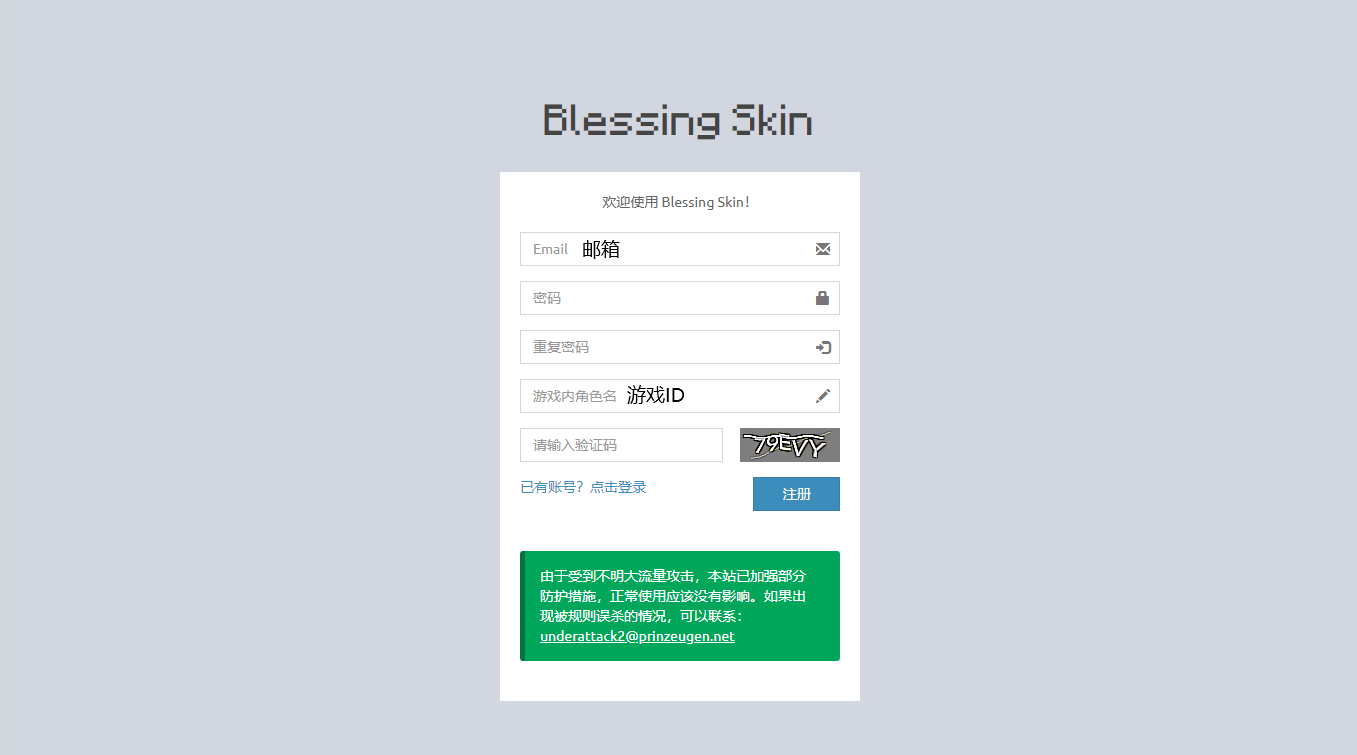 Blessing Skin
欢迎使用 Blessing Skin！
Email 邮箱
密码
重复密码
游戏内角色名 游戏ID
请输入验证码 79EVY
已有账号？点击登录 注册
由于受到不明大流量攻击，本站已加强部分
防护措施，正常使用应该没有影响。如果出
现被规则误杀的情况，可以联系：
underattack2@prinzeugen.net